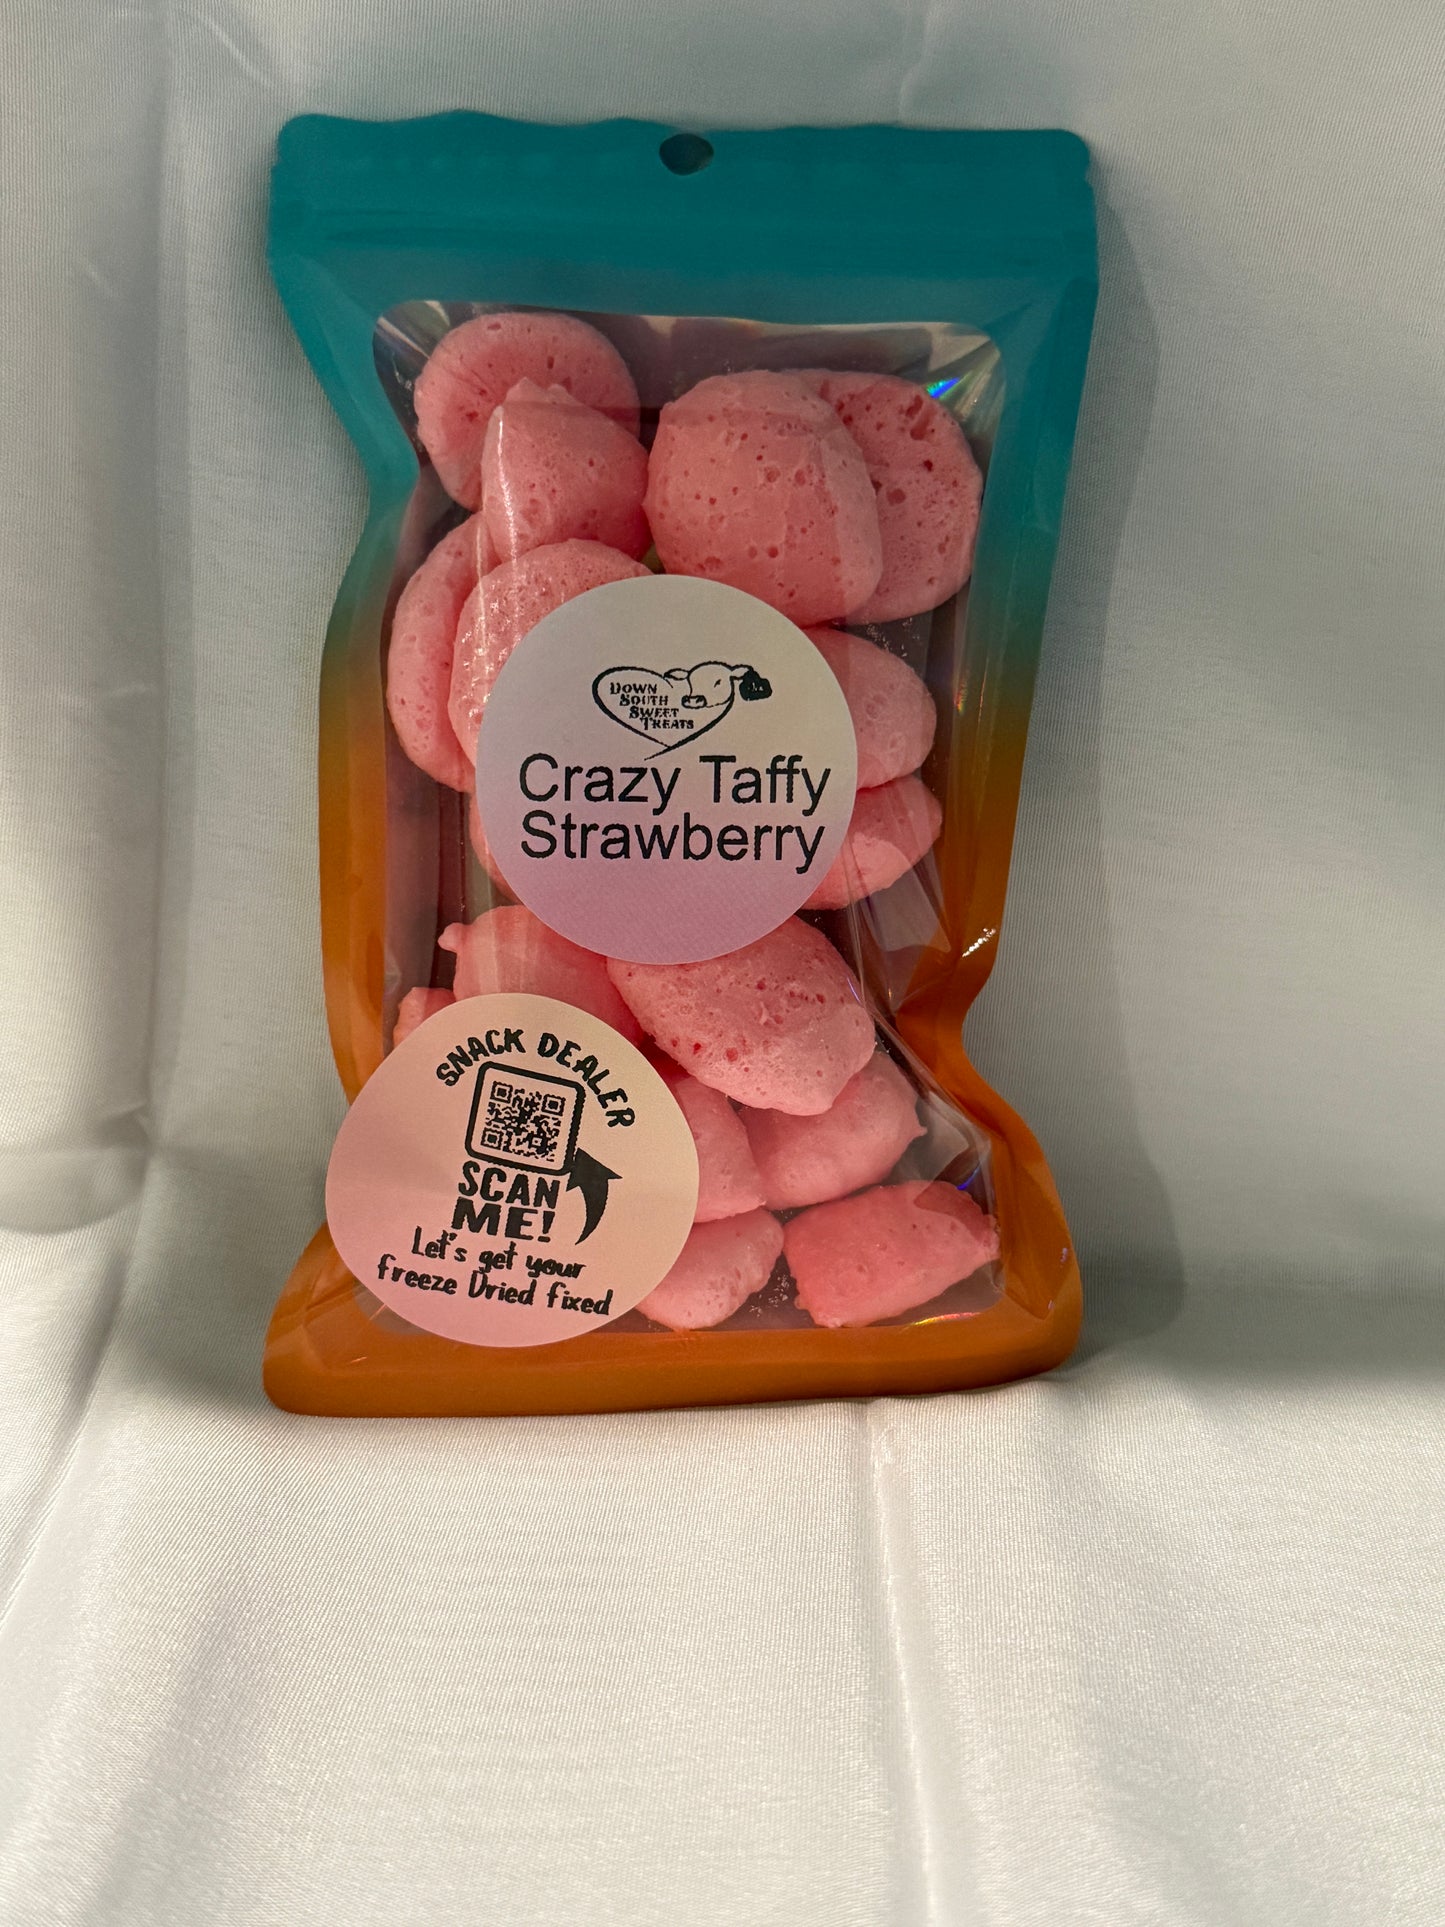 DOWN
SOUTH
SWEET
TREATS
Crazy Taffy
Strawberry
SNACK DEALER
SCAN
ME!
Let's get your
freeze Dried fixed